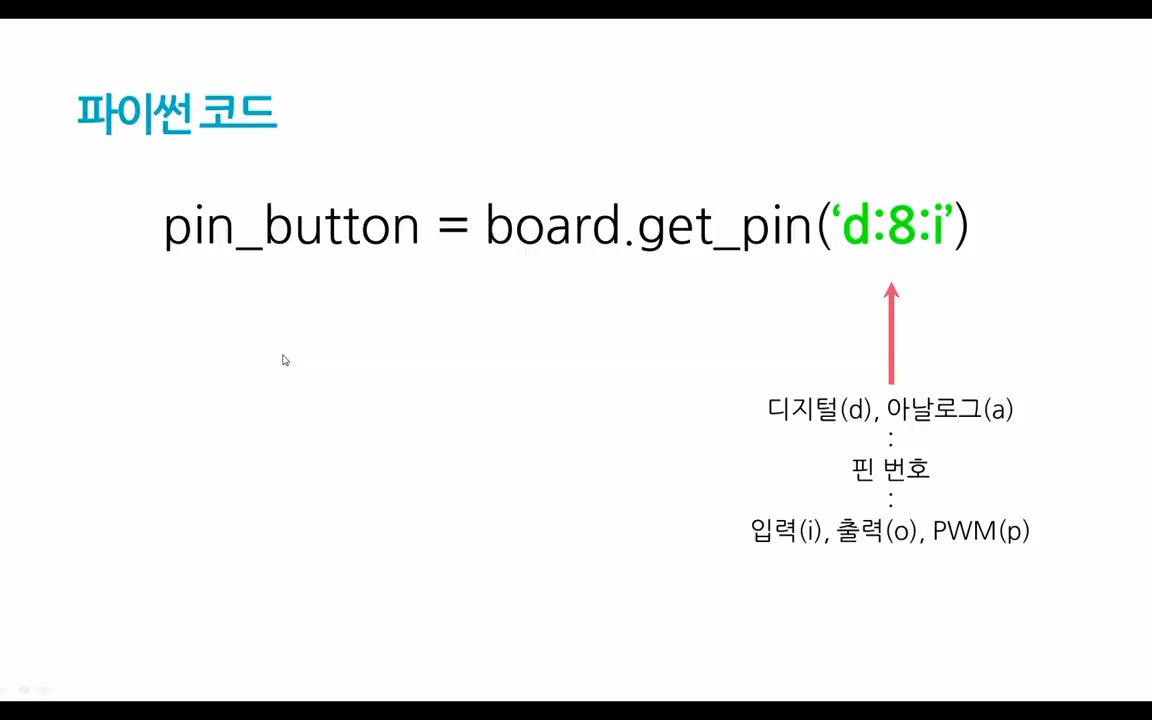 파이썬 코드
pin_button = board.get_pin(‘d:8:i’)
디지털(d), 아날로그(a)
:
핀 번호
:
입력(i), 출력(o), PWM(p)